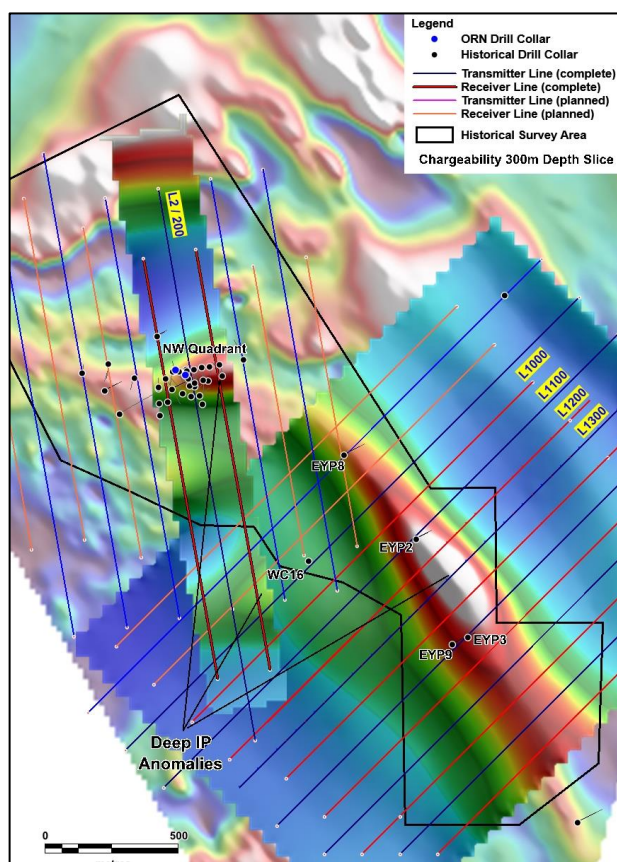 Legend
ORN Drill Collar
Historical Drill Collar
Transmitter Line (complete)
Receiver Line (complete)
Transmitter Line (planned)
Receiver Line (planned)
Historical Survey Area
Chargeability 300m Depth Slice
L2 / 200
NW Quadrant
L1000
L1100
L1200
L1300
EYP8
EYP2
WC16
EYP3
EYP9
Deep IP
Anomalies
0 500